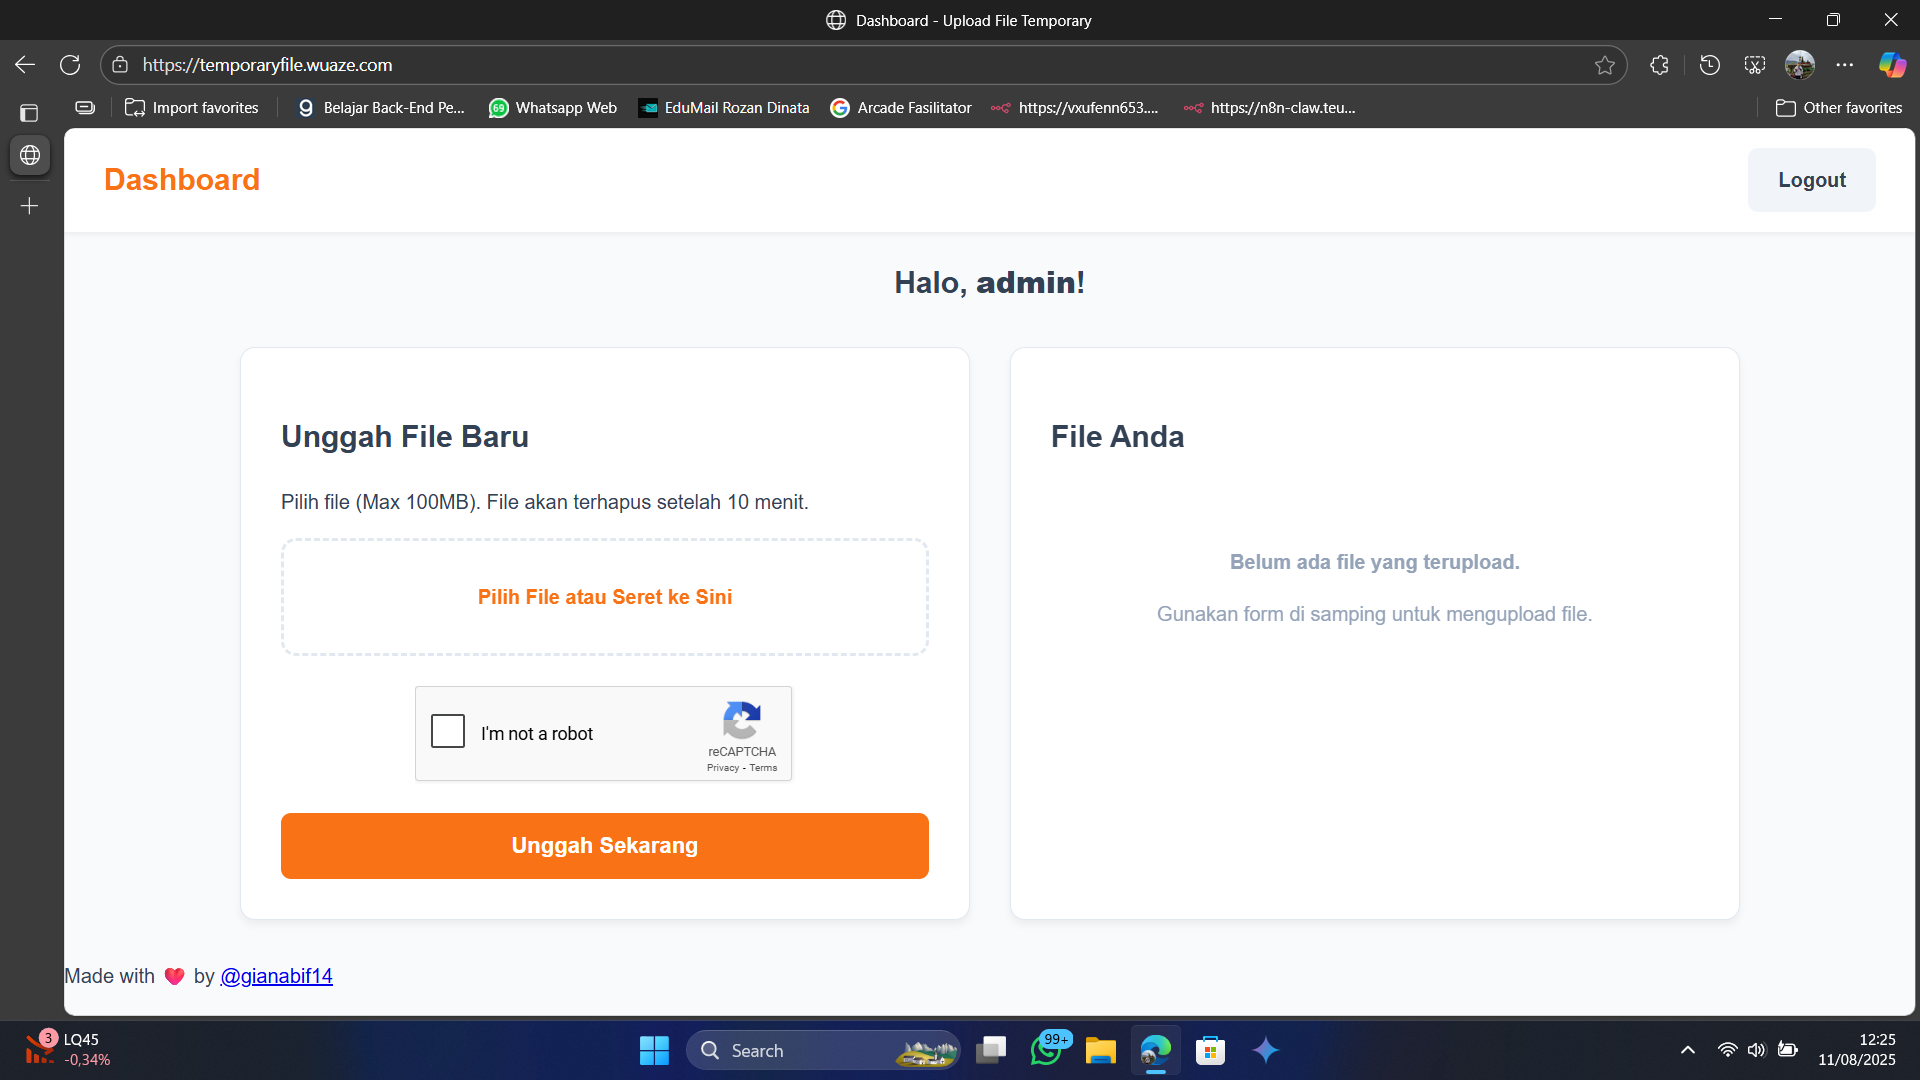 Dashboard - Upload File Temporary
https://temporaryfile.wuaze.com
Import favorites
Belajar Back-End Pe...
69
Whatsapp Web
EduMail Rozan Dinata
Arcade Fasilitator
https://vxufenn653....
https://n8n-claw.teu...
Other favorites
Dashboard
Logout
Halo, admin!
Unggah File Baru
Pilih file (Max 100MB). File akan terhapus setelah 10 menit.
Pilih File atau Seret ke Sini
I'm not a robot
reCAPTCHA
Privacy - Terms
Unggah Sekarang
File Anda
Belum ada file yang terupload.
Gunakan form di samping untuk mengupload file.
Made with ❤️ by @gianabif14
3
LQ45
-0,34%
Search
99+
12:25
11/08/2025